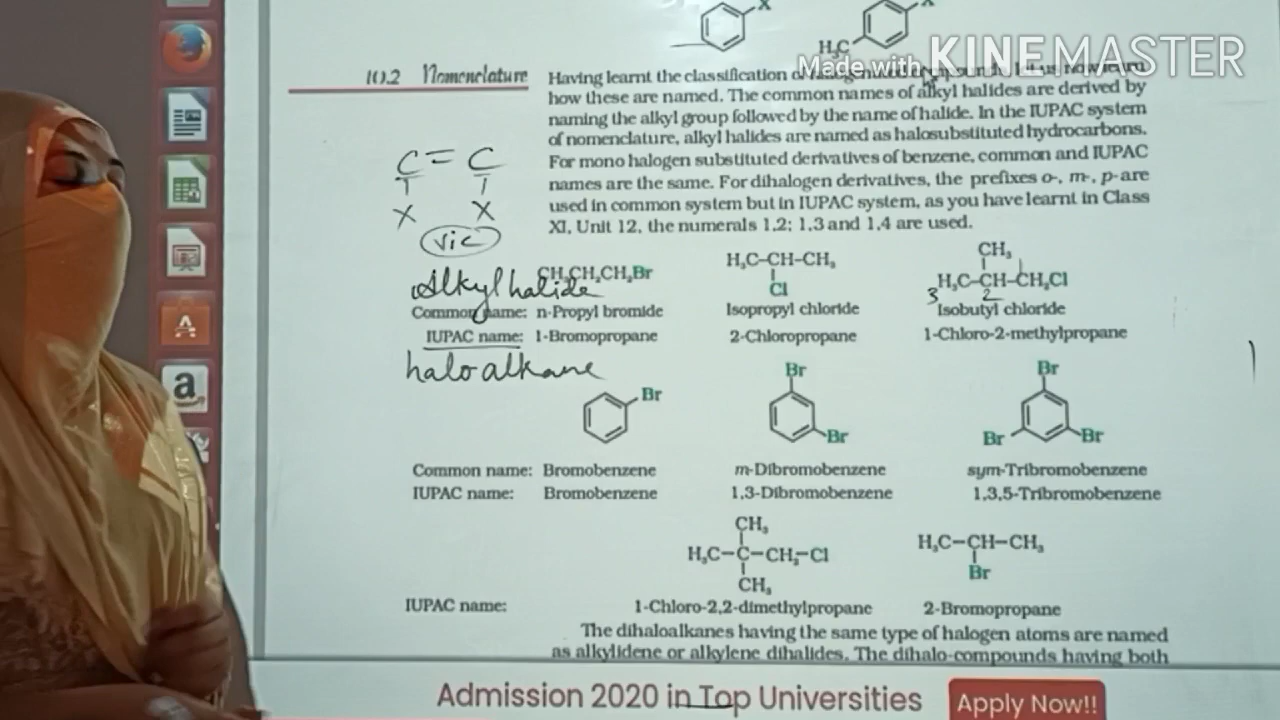 X
X
H₃C
Made with KINEMASTER
10.2 Nomenclature
Having learnt the classification
how these are named. The common names of alkyl halides are derived by
naming the alkyl group followed by the name of halide. In the IUPAC system
of nomenclature, alkyl halides are named as halosubstituted hydrocarbons.
For mono halogen substituted derivatives of benzene, common and IUPAC
names are the same. For dihalogen derivatives, the prefixes o-, m-, p- are
used in common system but in IUPAC system, as you have learnt in Class
XI, Unit 12, the numerals 1,2; 1,3 and 1,4 are used.
C = C
X X
vic
Alkyl halide
CH₃CH₂CH₂Br
H₃C-CH-CH₃
Cl
CH₃
H₃C-CH-CH₂Cl
3 2 1
Common name: n-Propyl bromide Isopropyl chloride Isobutyl chloride
IUPAC name: 1-Bromopropane 2-Chloropropane 1-Chloro-2-methylpropane
halo alkane
Br
Br
Br
Br
Br
Br
Common name: Bromobenzene m-Dibromobenzene sym-Tribromobenzene
IUPAC name: Bromobenzene 1,3-Dibromobenzene 1,3,5-Tribromobenzene
CH₃
H₃C-C-CH₂-Cl
CH₃
H₃C-CH-CH₃
Br
IUPAC name: 1-Chloro-2,2-dimethylpropane 2-Bromopropane
The dihaloalkanes having the same type of halogen atoms are named
as alkylidene or alkylene dihalides. The dihalo-compounds having both
Admission 2020 in Top Universities Apply Now!!